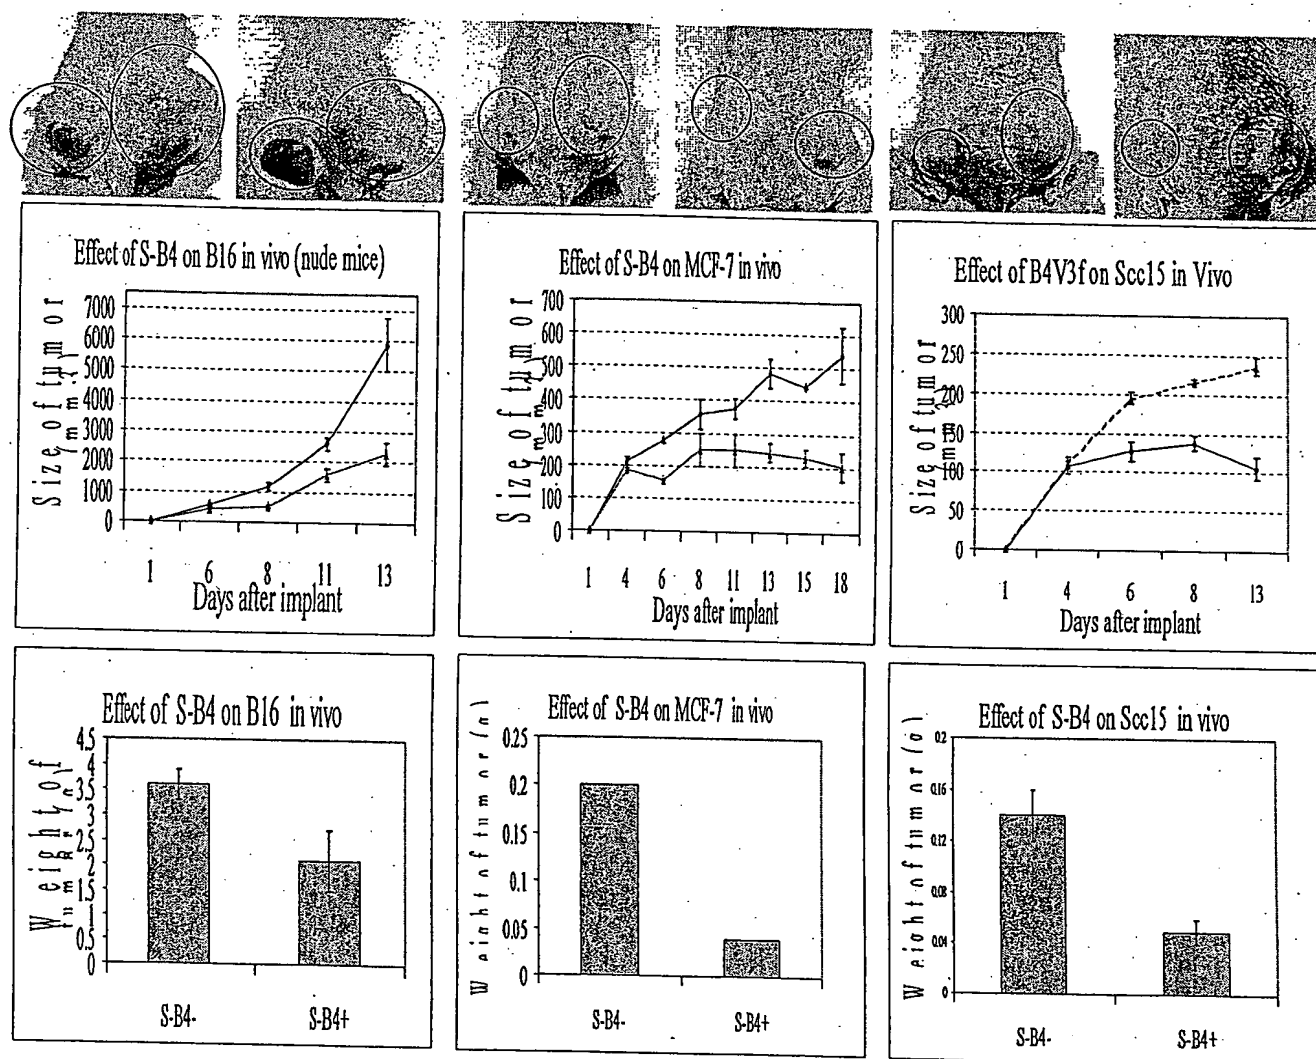 Effect of S-B4 on B16 in vivo (nude mice)
Size of tumor
7000
6000
5000
4000
3000
2000
1000
0
1 6 8 11 13
Days after implant
Effect of S-B4 on MCF-7 in vivo
Size of tumor
700
600
500
400
300
200
100
0
1 4 6 8 11 13 15 18
Days after implant
Effect of B4V3f on Scc15 in Vivo
Size of tumor
300
250
200
150
100
50
0
1 4 6 8 13
Days after implant
Effect of S-B4 on B16 in vivo
Weight of
4.5
4
3.5
3
2.5
2
1.5
1
0.5
0
S-B4- S-B4+
Effect of S-B4 on MCF-7 in vivo
Weight of tumor
0.25
0.2
0.15
0.1
0.05
0
S-B4- S-B4+
Effect of S-B4 on Scc15 in vivo
Weight of tumor
0.2
0.16
0.12
0.08
0.04
0
S-B4- S-B4+